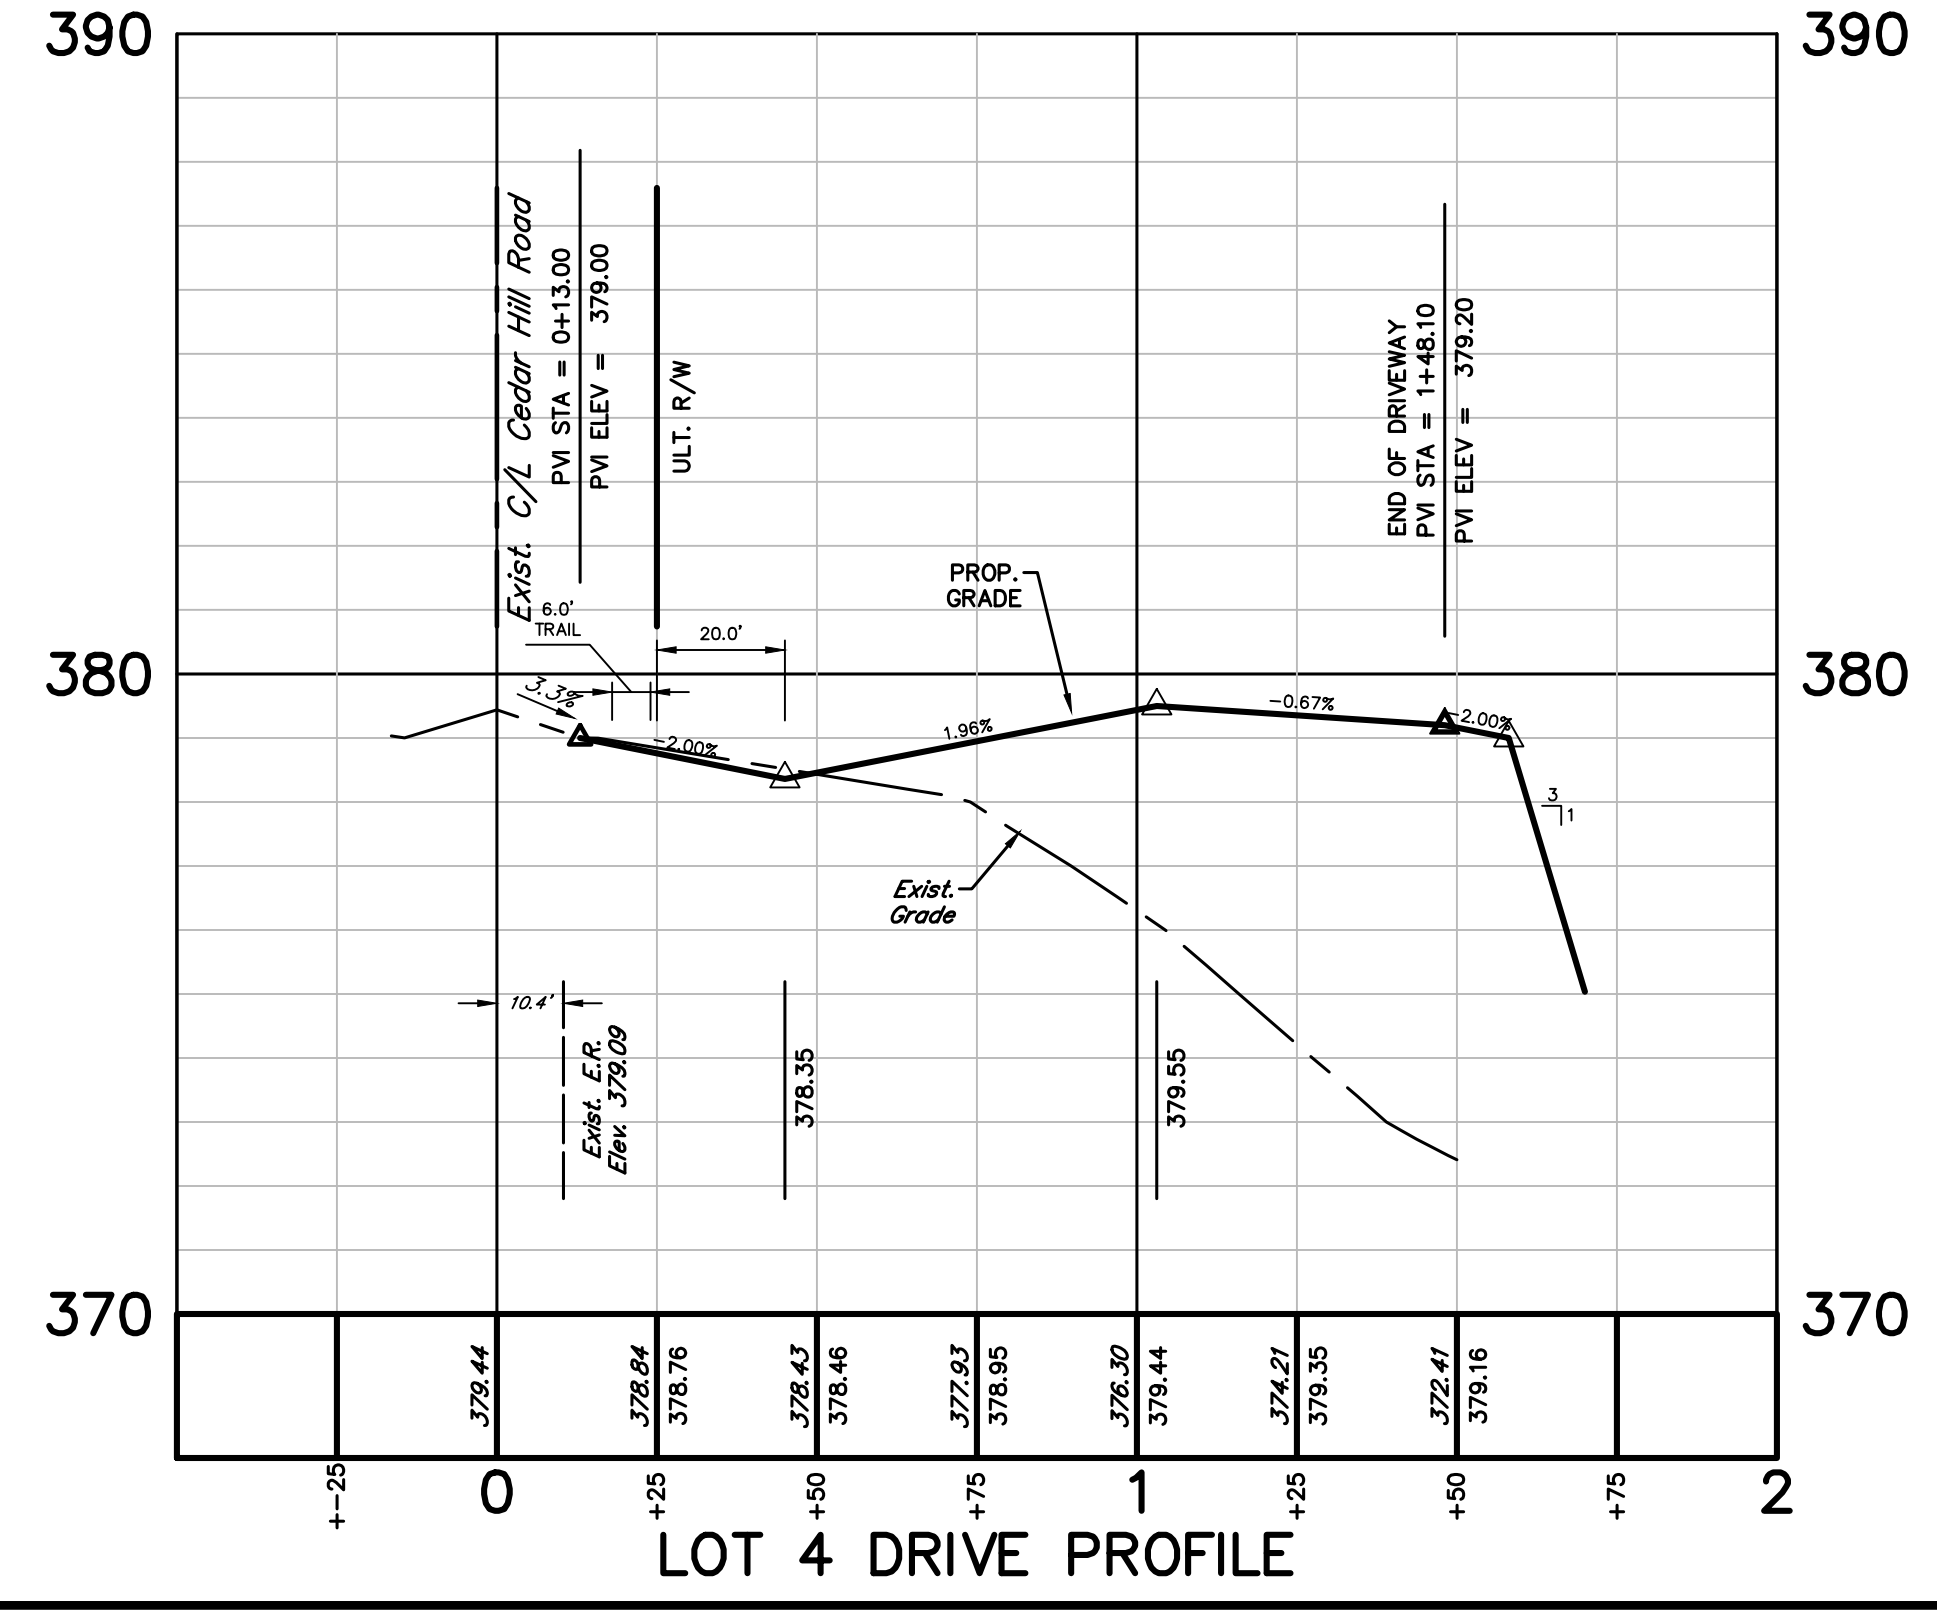 390
390
Exist. C/L Cedar Hill Road
PVI STA = 0+13.00
PVI ELEV = 379.00
ULT. R/W
END OF DRIVEWAY
PVI STA = 1+48.10
PVI ELEV = 379.20
PROP.
GRADE
6.0'
TRAIL
20.0'
380
380
3.3%
-2.00%
1.96%
-0.67%
-2.00%
3
1
Exist.
Grade
10.4'
Exist. E.R.
Elev. 379.09
378.35
379.55
370
370
379.44
378.84
378.76
378.43
378.46
377.93
378.95
376.30
379.44
374.21
379.35
372.41
379.16
+-25
0
+25
+50
+75
1
+25
+50
+75
2
LOT 4 DRIVE PROFILE